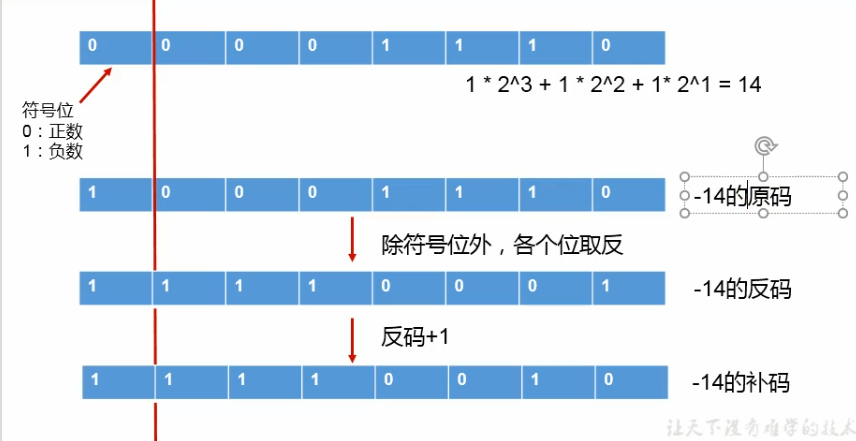 0 0 0 0 1 1 1 0
1 * 2^3 + 1 * 2^2 + 1* 2^1 = 14
符号位
0：正数
1：负数
1 0 0 0 1 1 1 0
-14的原码
除符号位外，各个位取反
1 1 1 1 0 0 0 1
-14的反码
反码+1
1 1 1 1 0 0 1 0
-14的补码
让天下没有难学的技术